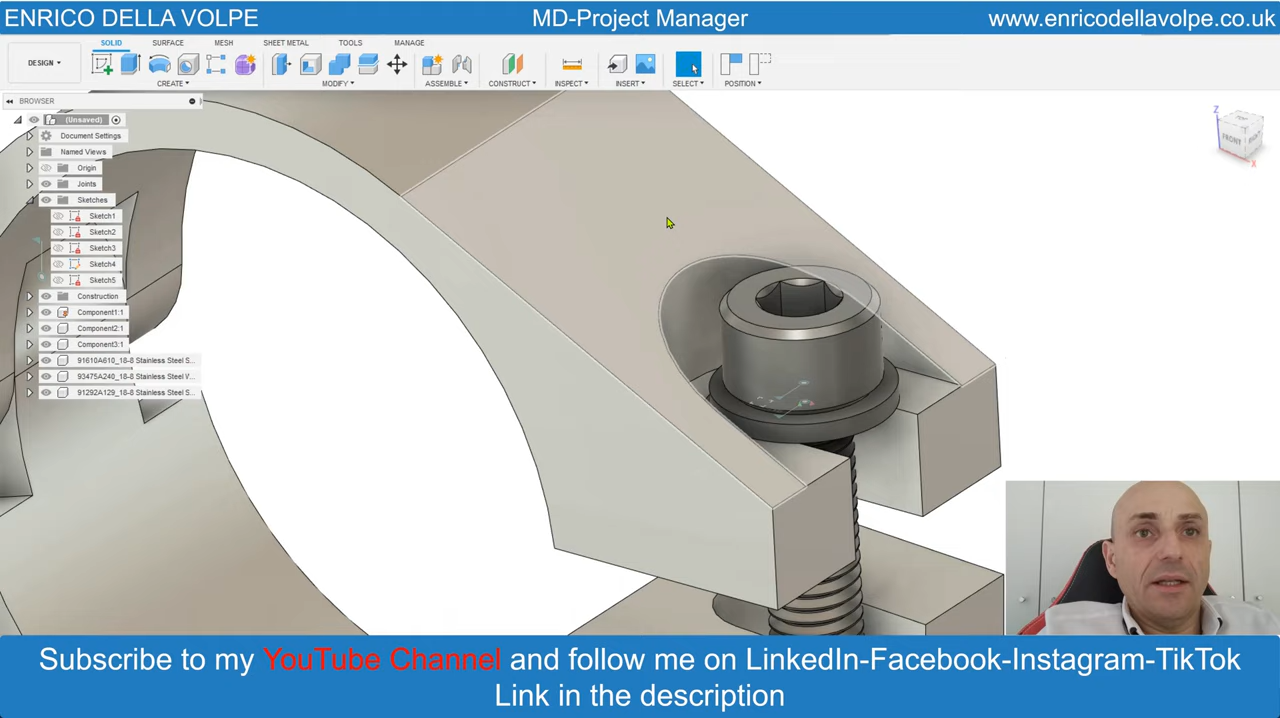 ENRICO DELLA VOLPE
MD-Project Manager
www.enricodellavolpe.co.uk
DESIGN
SOLID
SURFACE
MESH
SHEET METAL
TOOLS
MANAGE
CREATE
MODIFY
ASSEMBLE
CONSTRUCT
INSPECT
INSERT
SELECT
POSITION
BROWSER
(Unsaved)
Document Settings
Named Views
Origin
Joints
Sketches
Sketch1
Sketch2
Sketch3
Sketch4
Sketch5
Construction
Component1:1
Component2:1
Component3:1
91610A610_18-8 Stainless Steel S...
93475A240_18-8 Stainless Steel W...
91292A129_18-8 Stainless Steel S...
Z
FRONT
RIGHT
X
Subscribe to my YouTube Channel and follow me on LinkedIn-Facebook-Instagram-TikTok
Link in the description